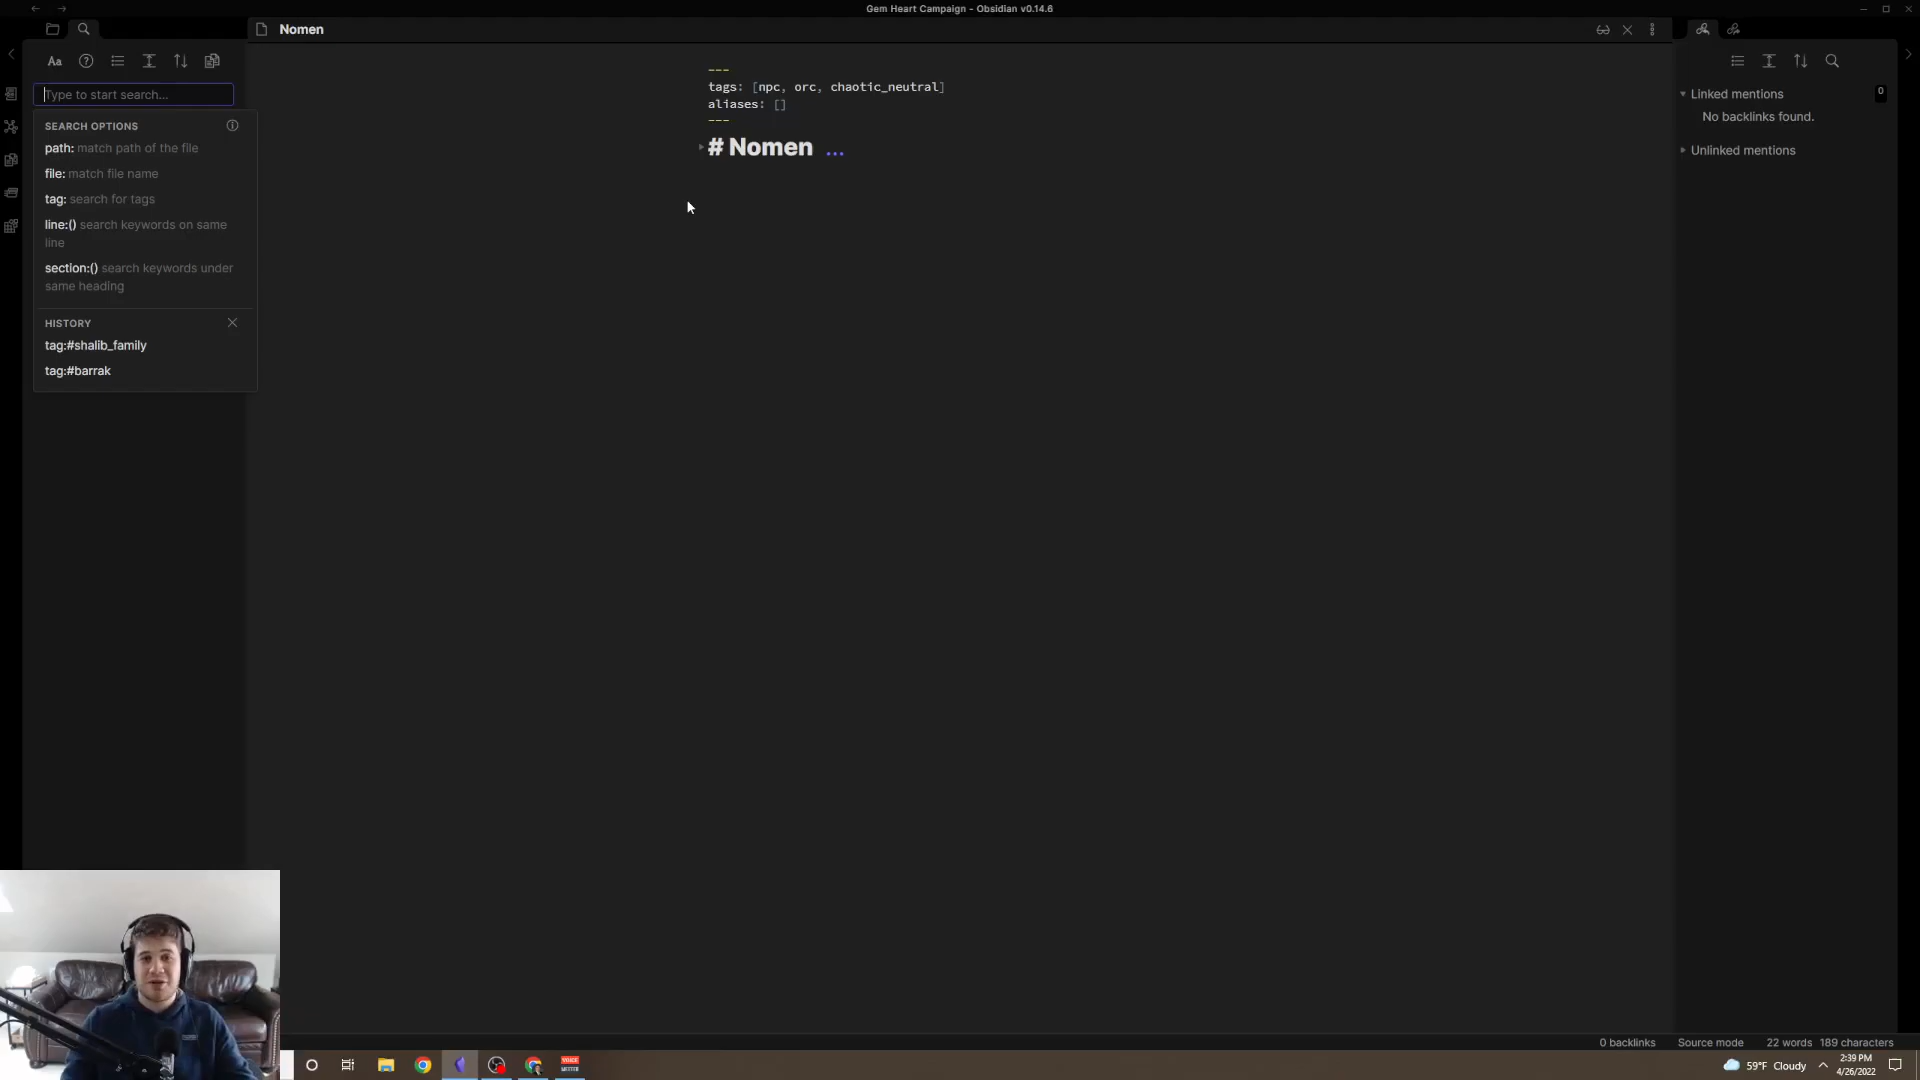 Gem Heart Campaign - Obsidian v0.14.6
Nomen
Aa
Type to start search...
SEARCH OPTIONS
path: match path of the file
file: match file name
tag: search for tags
line:() search keywords on same
line
section:() search keywords under
same heading
HISTORY
tag:#shalib_family
tag:#barrak
---
tags: [npc, orc, chaotic_neutral]
aliases: []
---
# Nomen ...
Linked mentions 0
No backlinks found.
Unlinked mentions
0 backlinks Source mode 22 words 189 characters
59°F Cloudy
2:39 PM
4/26/2022